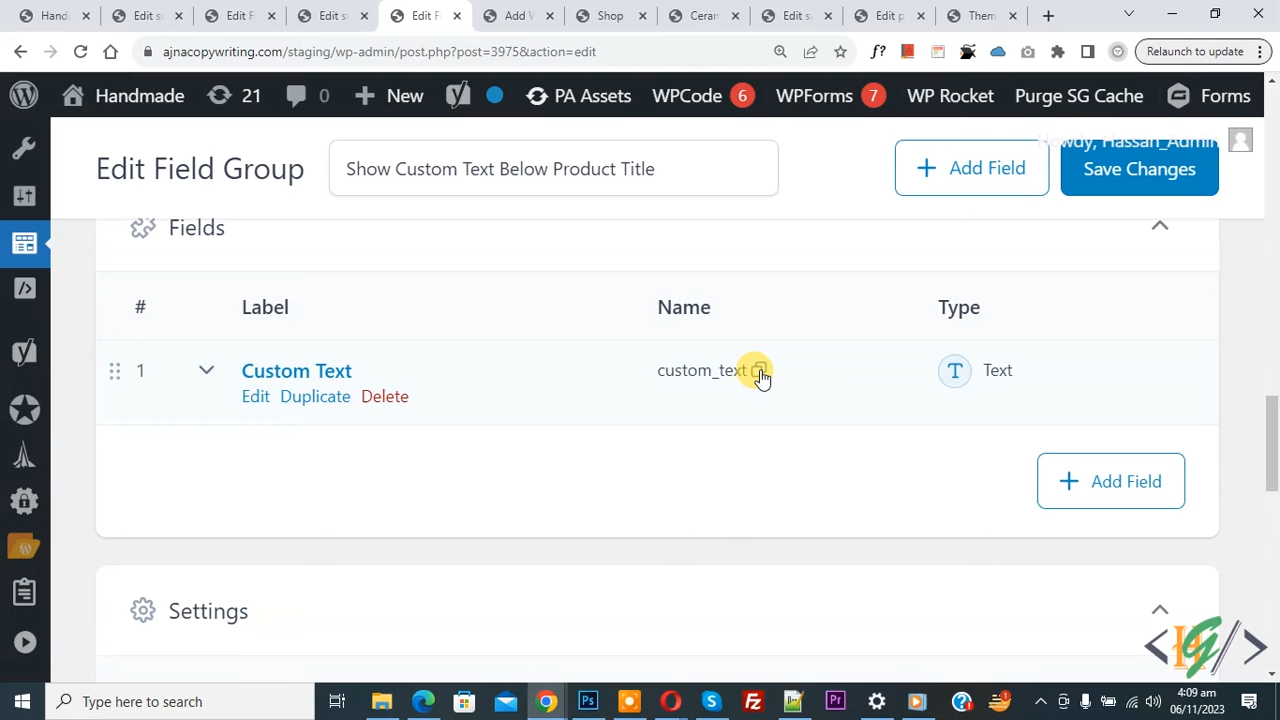 Hand
Edit s
Edit F
Edit s
Edit F
Add V
Shop
Ceran
Edit s
Edit p
Them
ajnacopywriting.com/staging/wp-admin/post.php?post=3975&action=edit
f?
Relaunch to update
Handmade
21
0
New
PA Assets
WPCode 6
WPForms 7
WP Rocket
Purge SG Cache
Forms
Howdy, Hassan_Admin
Edit Field Group
Show Custom Text Below Product Title
Add Field
Save Changes
Fields
# Label Name Type
1 Custom Text custom_text T Text
Edit Duplicate Delete
Add Field
Settings
Type here to search
4:09 am
06/11/2023